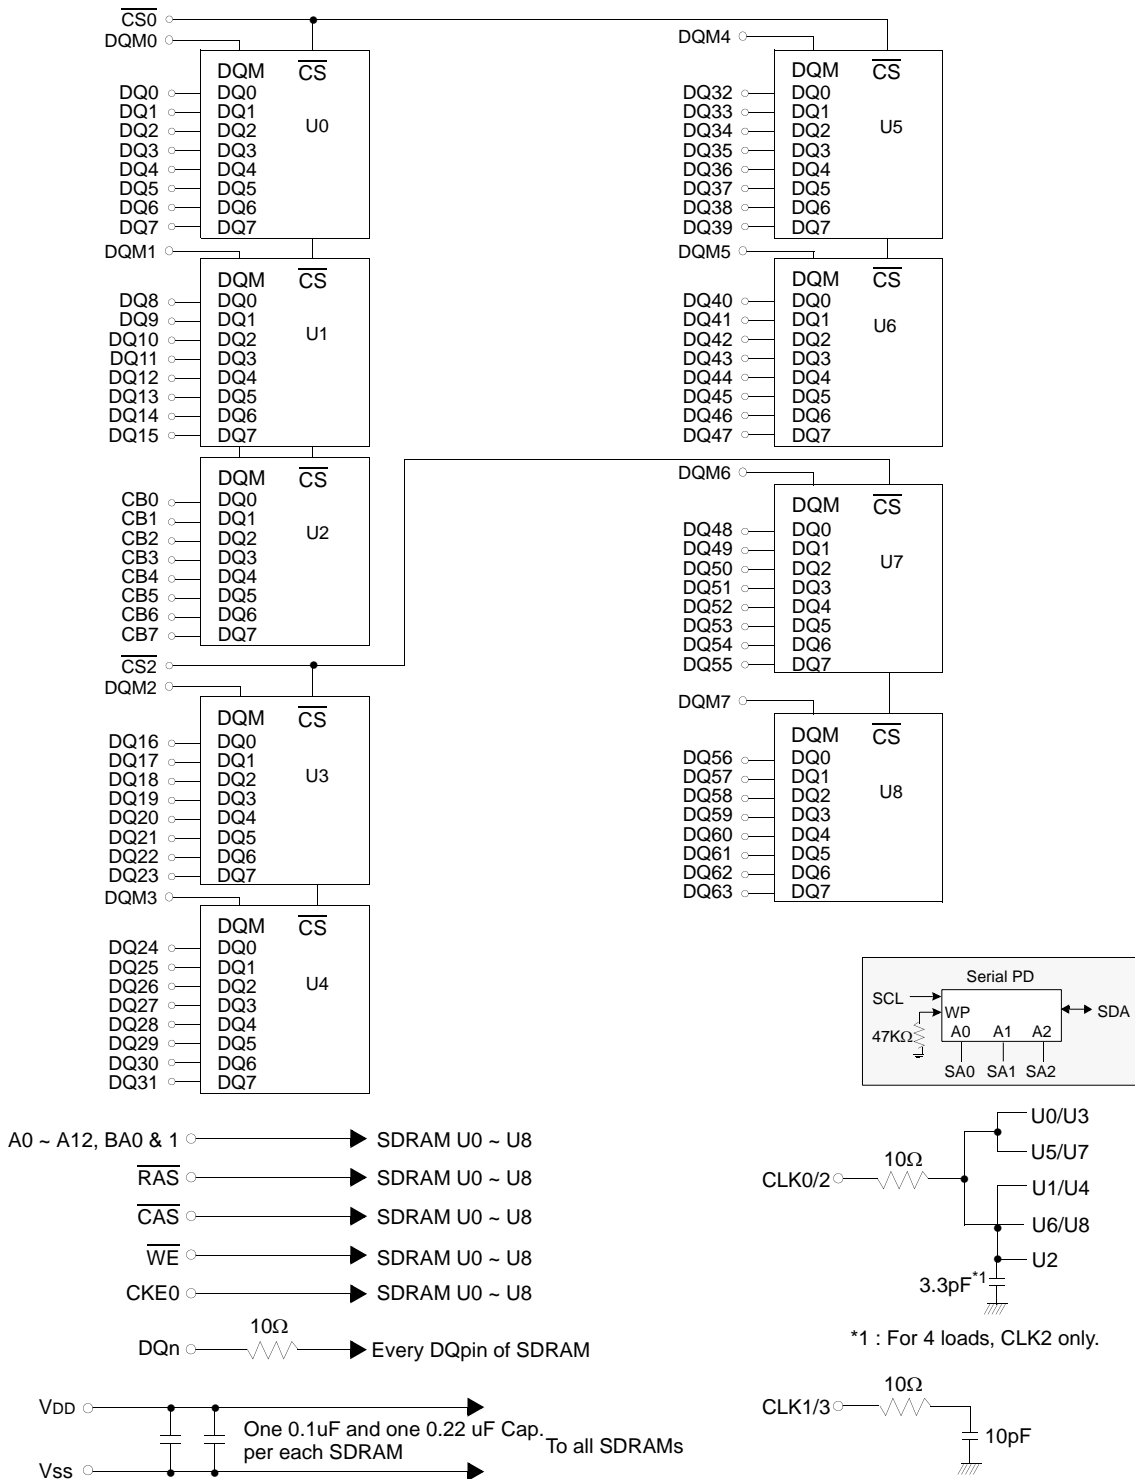 CS0
DQM0
DQM CS
DQ0 DQ0
DQ1 DQ1
DQ2 DQ2
U0
DQ3 DQ3
DQ4 DQ4
DQ5 DQ5
DQ6 DQ6
DQ7 DQ7
DQM1
DQM CS
DQ8 DQ0
DQ9 DQ1
DQ10 DQ2
U1
DQ11 DQ3
DQ12 DQ4
DQ13 DQ5
DQ14 DQ6
DQ15 DQ7
DQM CS
CB0 DQ0
CB1 DQ1
CB2 DQ2
U2
CB3 DQ3
CB4 DQ4
CB5 DQ5
CB6 DQ6
CB7 DQ7
CS2
DQM2
DQM CS
DQ16 DQ0
DQ17 DQ1
DQ18 DQ2
U3
DQ19 DQ3
DQ20 DQ4
DQ21 DQ5
DQ22 DQ6
DQ23 DQ7
DQM3
DQM CS
DQ24 DQ0
DQ25 DQ1
DQ26 DQ2
U4
DQ27 DQ3
DQ28 DQ4
DQ29 DQ5
DQ30 DQ6
DQ31 DQ7
DQM4
DQM CS
DQ32 DQ0
DQ33 DQ1
DQ34 DQ2
U5
DQ35 DQ3
DQ36 DQ4
DQ37 DQ5
DQ38 DQ6
DQ39 DQ7
DQM5
DQM CS
DQ40 DQ0
DQ41 DQ1
DQ42 DQ2
U6
DQ43 DQ3
DQ44 DQ4
DQ45 DQ5
DQ46 DQ6
DQ47 DQ7
DQM6
DQM CS
DQ48 DQ0
DQ49 DQ1
DQ50 DQ2
U7
DQ51 DQ3
DQ52 DQ4
DQ53 DQ5
DQ54 DQ6
DQ55 DQ7
DQM7
DQM CS
DQ56 DQ0
DQ57 DQ1
DQ58 DQ2
U8
DQ59 DQ3
DQ60 DQ4
DQ61 DQ5
DQ62 DQ6
DQ63 DQ7
Serial PD
SCL
WP
SDA
47KΩ
A0 A1 A2
SA0 SA1 SA2
A0 ~ A12, BA0 & 1 SDRAM U0 ~ U8
RAS SDRAM U0 ~ U8
CAS SDRAM U0 ~ U8
WE SDRAM U0 ~ U8
CKE0 SDRAM U0 ~ U8
DQn 10Ω Every DQpin of SDRAM
VDD
One 0.1uF and one 0.22 uF Cap.
per each SDRAM
To all SDRAMs
Vss
U0/U3
U5/U7
10Ω
CLK0/2
U1/U4
U6/U8
U2
3.3pF*1
*1 : For 4 loads, CLK2 only.
10Ω
CLK1/3
10pF